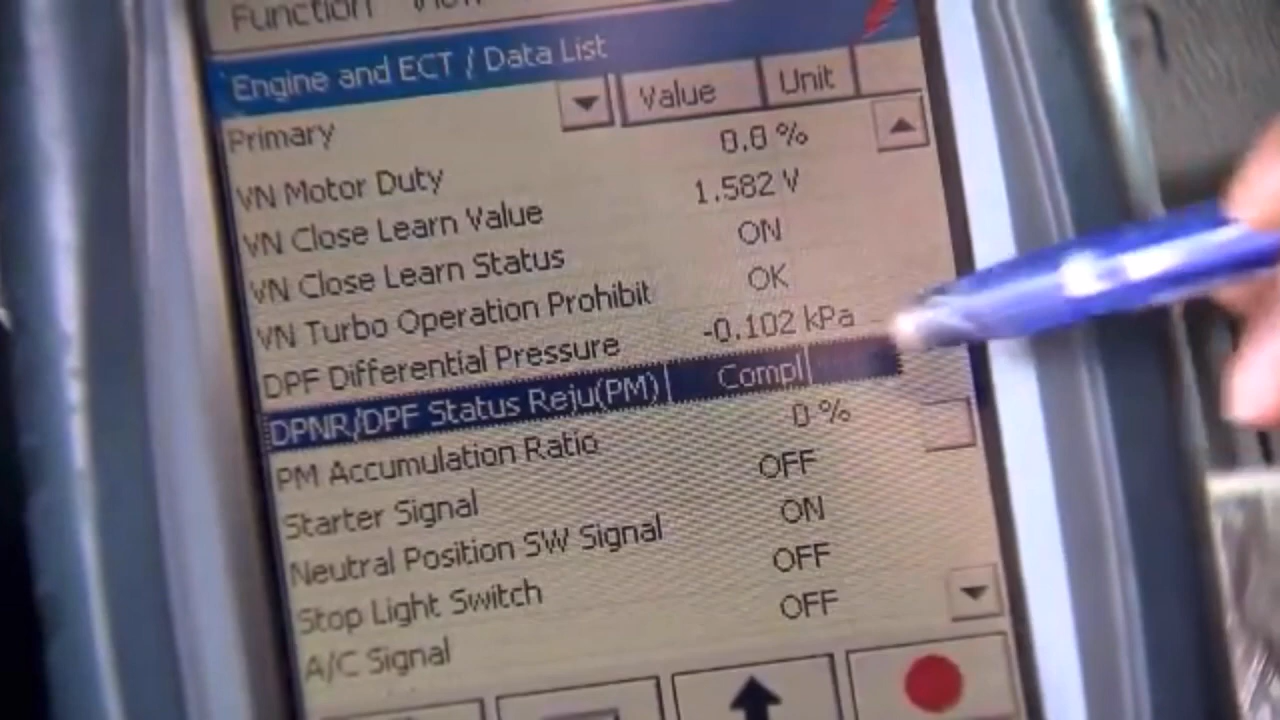 Function View
Engine and ECT / Data List
Primary Value Unit
VN Motor Duty 0.0 %
VN Close Learn Value 1.582 V
VN Close Learn Status ON
VN Turbo Operation Prohibit OK
DPF Differential Pressure -0.102 kPa
DPNR/DPF Status Reju(PM) Compl
PM Accumulation Ratio 0 %
Starter Signal OFF
Neutral Position SW Signal ON
Stop Light Switch OFF
A/C Signal OFF